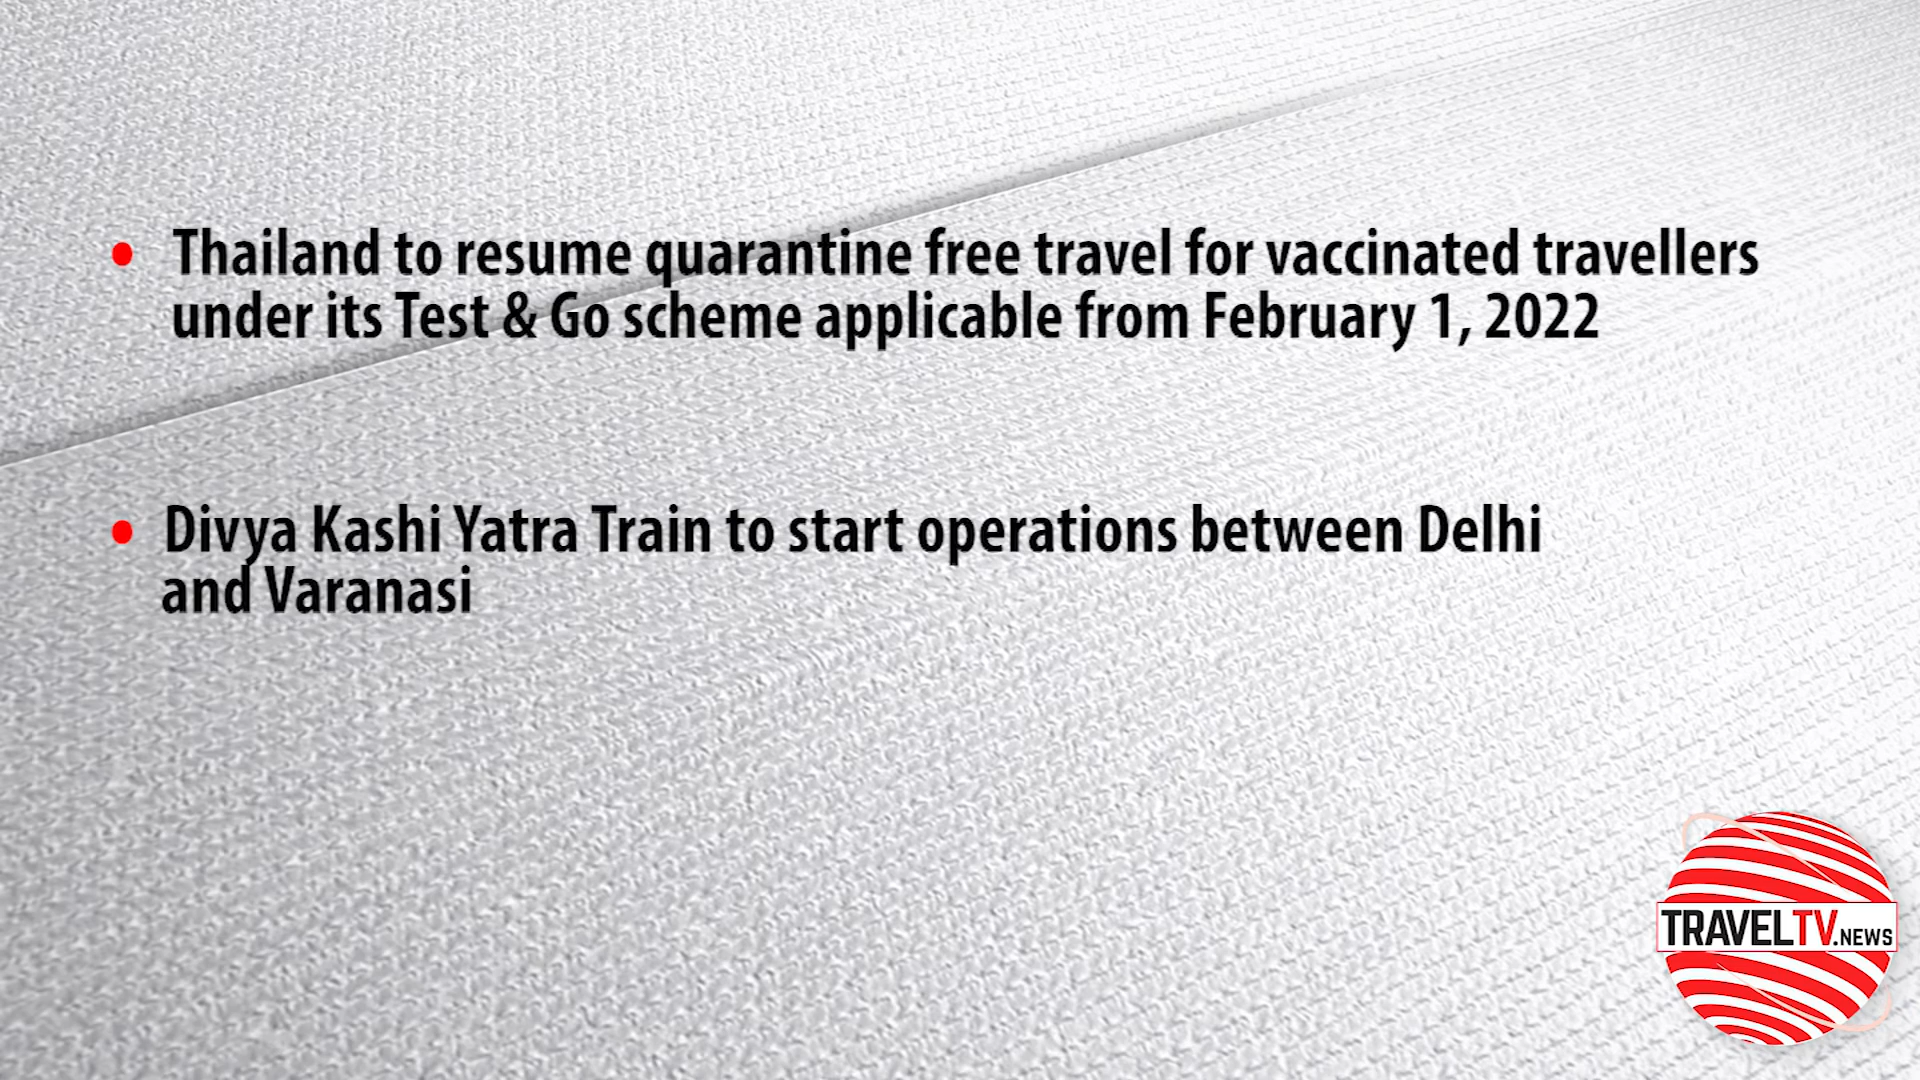 • Thailand to resume quarantine free travel for vaccinated travellers
under its Test & Go scheme applicable from February 1, 2022
• Divya Kashi Yatra Train to start operations between Delhi
and Varanasi
TRAVELTV.NEWS